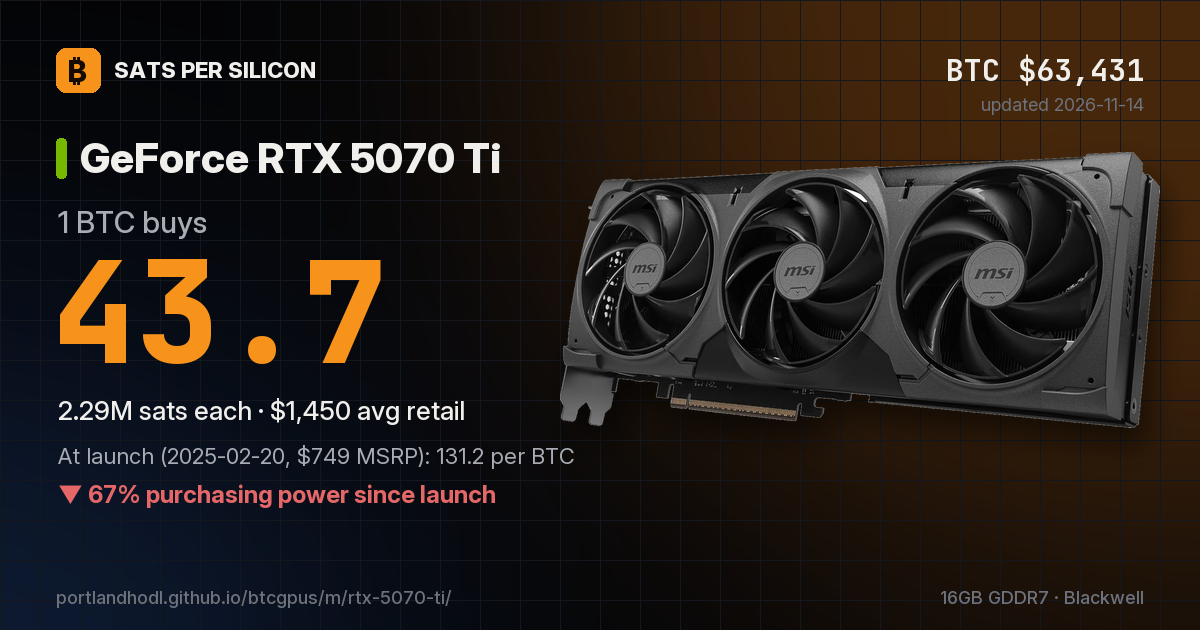 SATS PER SILICON
BTC $63,431
updated 2026-11-14
GeForce RTX 5070 Ti
1 BTC buys
43.7
2.29M sats each · $1,450 avg retail
At launch (2025-02-20, $749 MSRP): 131.2 per BTC
▼ 67% purchasing power since launch
msi
msi
msi
portlandhodl.github.io/btcgpus/m/rtx-5070-ti/
16GB GDDR7 · Blackwell